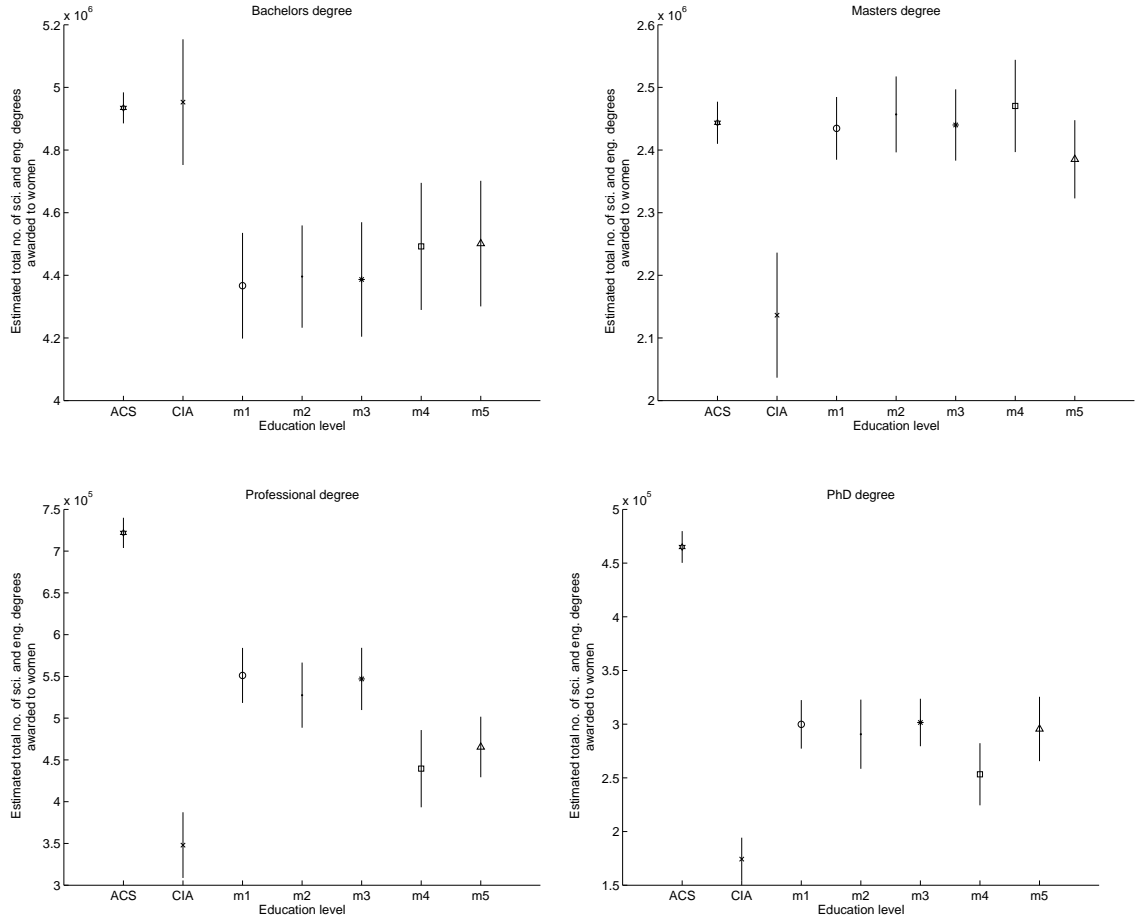 Bachelors degree
x 10^6
5.2
5
4.8
4.6
4.4
4.2
4
Estimated total no. of sci. and eng. degrees
awarded to women
ACS CIA m1 m2 m3 m4 m5
Education level
Masters degree
x 10^6
2.6
2.5
2.4
2.3
2.2
2.1
2
Estimated total no. of sci. and eng. degrees
awarded to women
ACS CIA m1 m2 m3 m4 m5
Education level
Professional degree
x 10^5
7.5
7
6.5
6
5.5
5
4.5
4
3.5
3
Estimated total no. of sci. and eng. degrees
awarded to women
ACS CIA m1 m2 m3 m4 m5
Education level
PhD degree
x 10^5
5
4.5
4
3.5
3
2.5
2
1.5
Estimated total no. of sci. and eng. degrees
awarded to women
ACS CIA m1 m2 m3 m4 m5
Education level